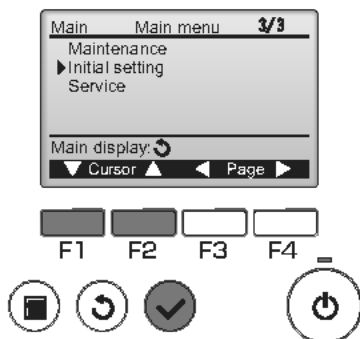 Main Main menu 3/3
Maintenance
▶Initial setting
Service
Main display:
▼ Cursor ▲ ◀ Page ▶
F1 F2 F3 F4